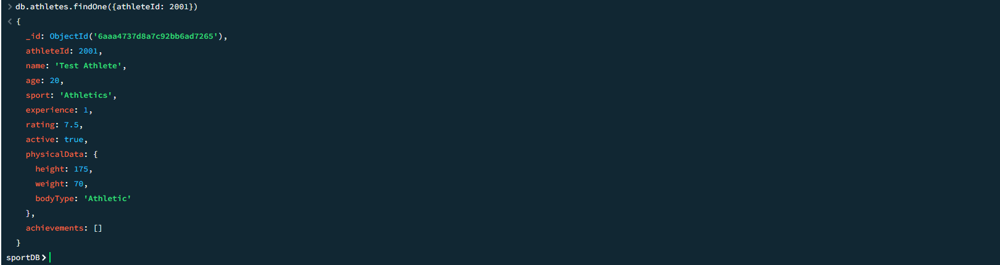 > db.athletes.findOne({athleteId: 2001})
< {
_id: ObjectId('6aaa4737d8a7c92bb6ad7265'),
athleteId: 2001,
name: 'Test Athlete',
age: 20,
sport: 'Athletics',
experience: 1,
rating: 7.5,
active: true,
physicalData: {
height: 175,
weight: 70,
bodyType: 'Athletic'
},
achievements: []
}
sportDB>